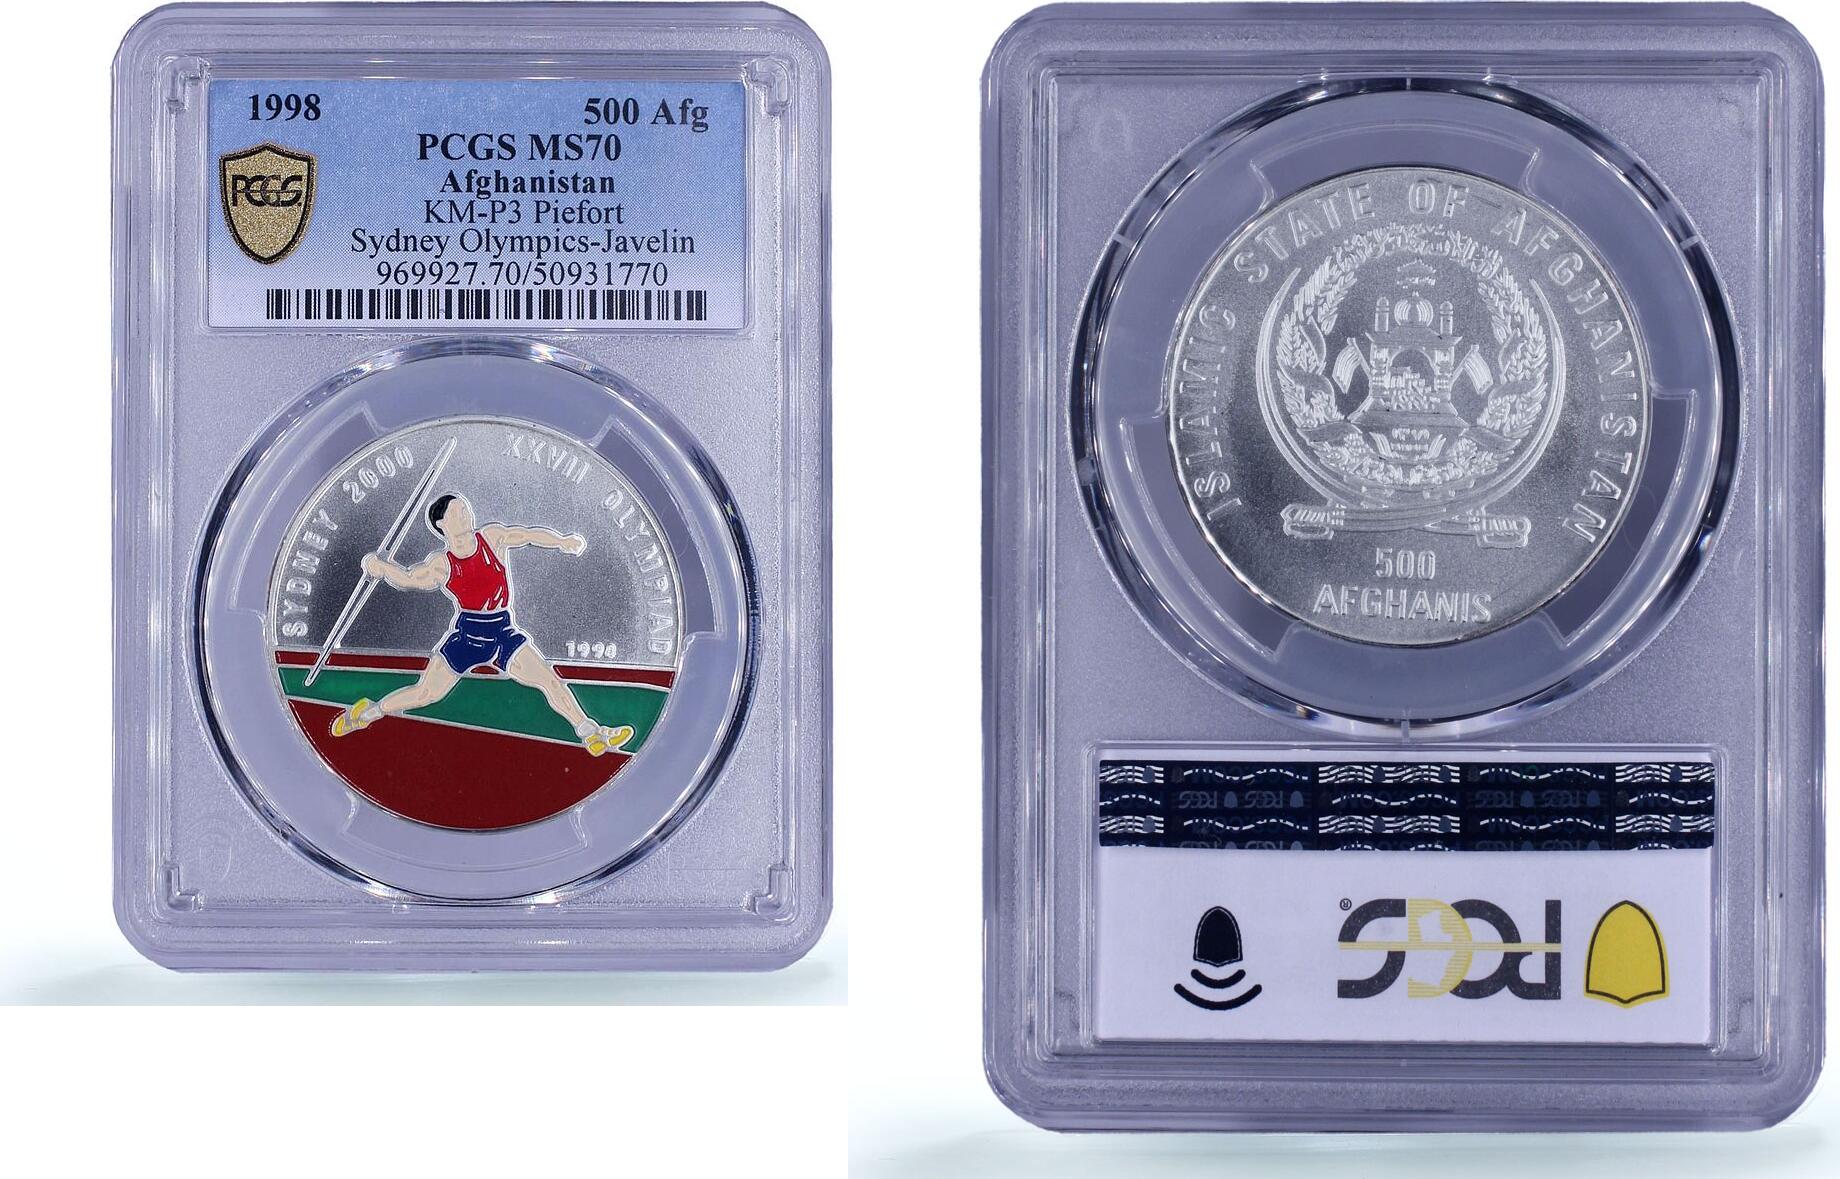 1998 500 Afg
PCGS MS70
Afghanistan
KM-P3 Piefort
Sydney Olympics-Javelin
969927.70/50931770
PCGS
SYDNEY 2000 XXVII OLYMPIAD
1998
ISLAMIC STATE OF AFGHANISTAN
500
AFGHANIS
PCGS